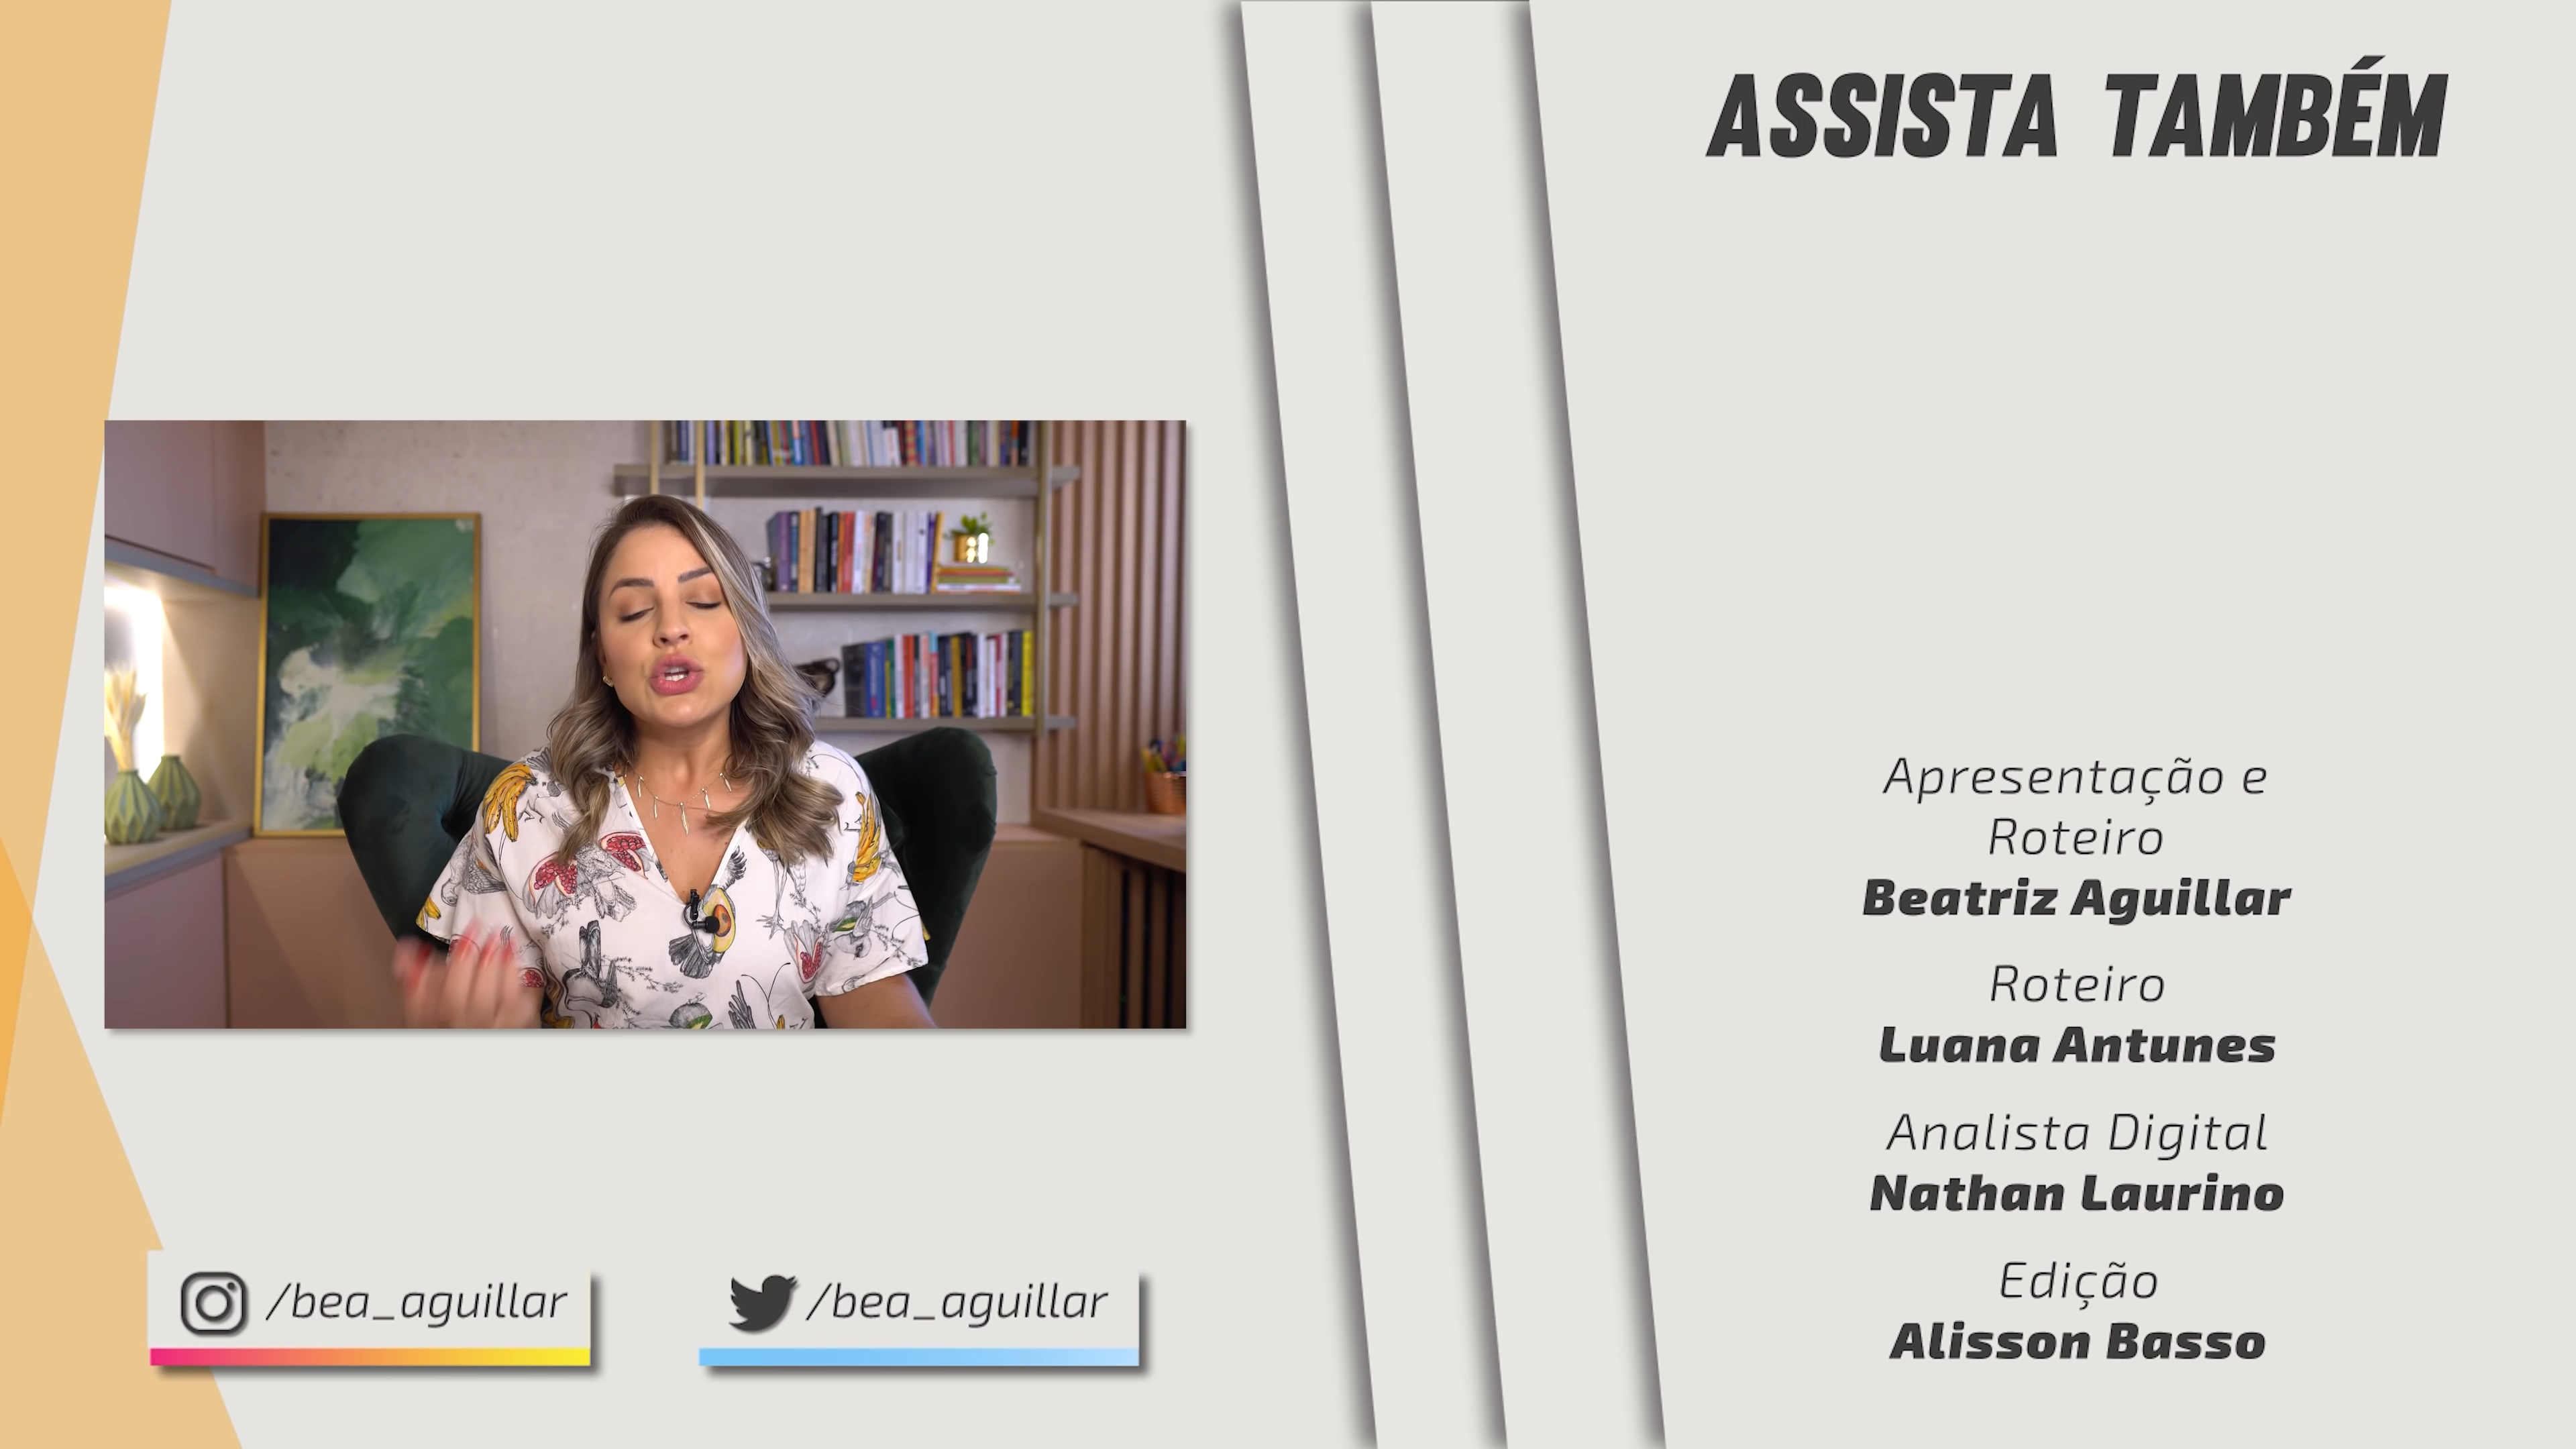 ASSISTA TAMBÉM
Apresentação e
Roteiro
Beatriz Aguillar
Roteiro
Luana Antunes
Analista Digital
Nathan Laurino
Edição
Alisson Basso
/bea_aguillar
/bea_aguillar